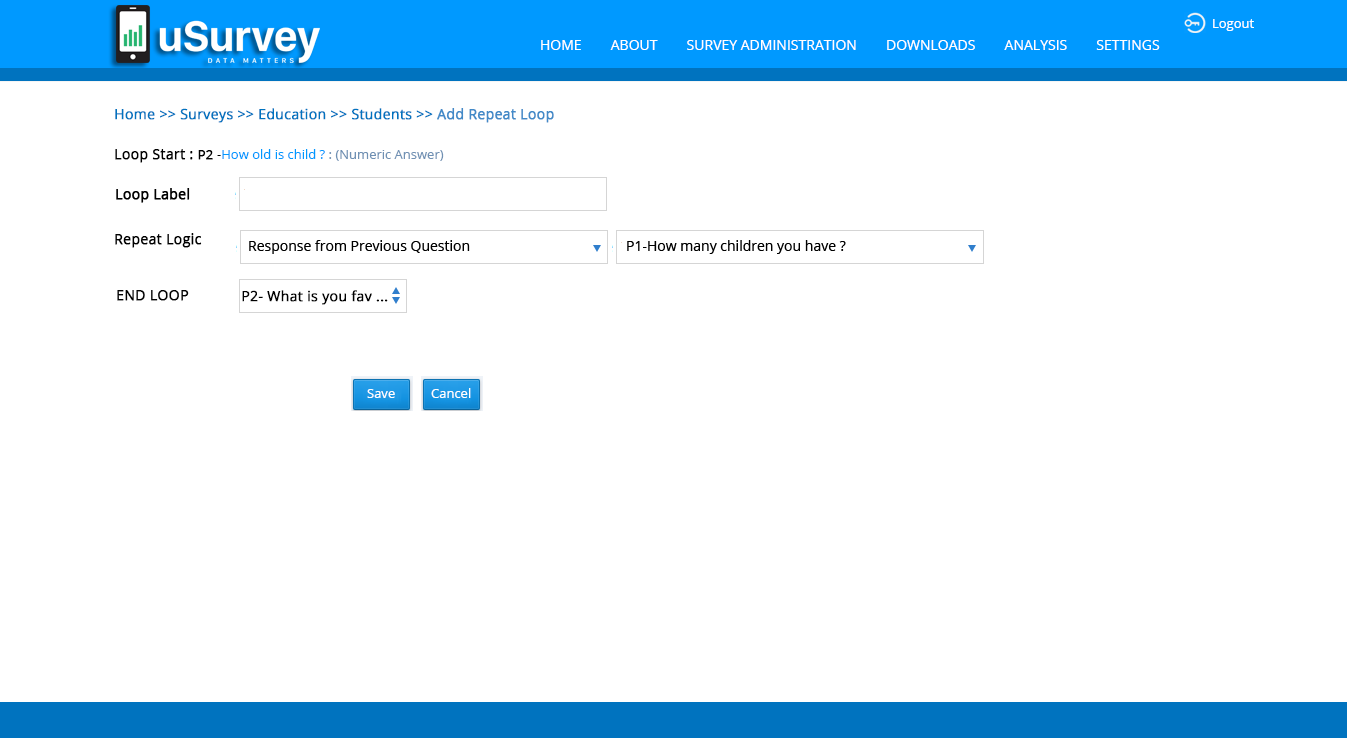 uSurvey
DATA MATTERS
HOME ABOUT SURVEY ADMINISTRATION DOWNLOADS ANALYSIS SETTINGS Logout
Home >> Surveys >> Education >> Students >> Add Repeat Loop
Loop Start : P2 -How old is child ? : (Numeric Answer)
Loop Label
Repeat Logic Response from Previous Question P1-How many children you have ?
END LOOP P2- What is you fav ...
Save Cancel